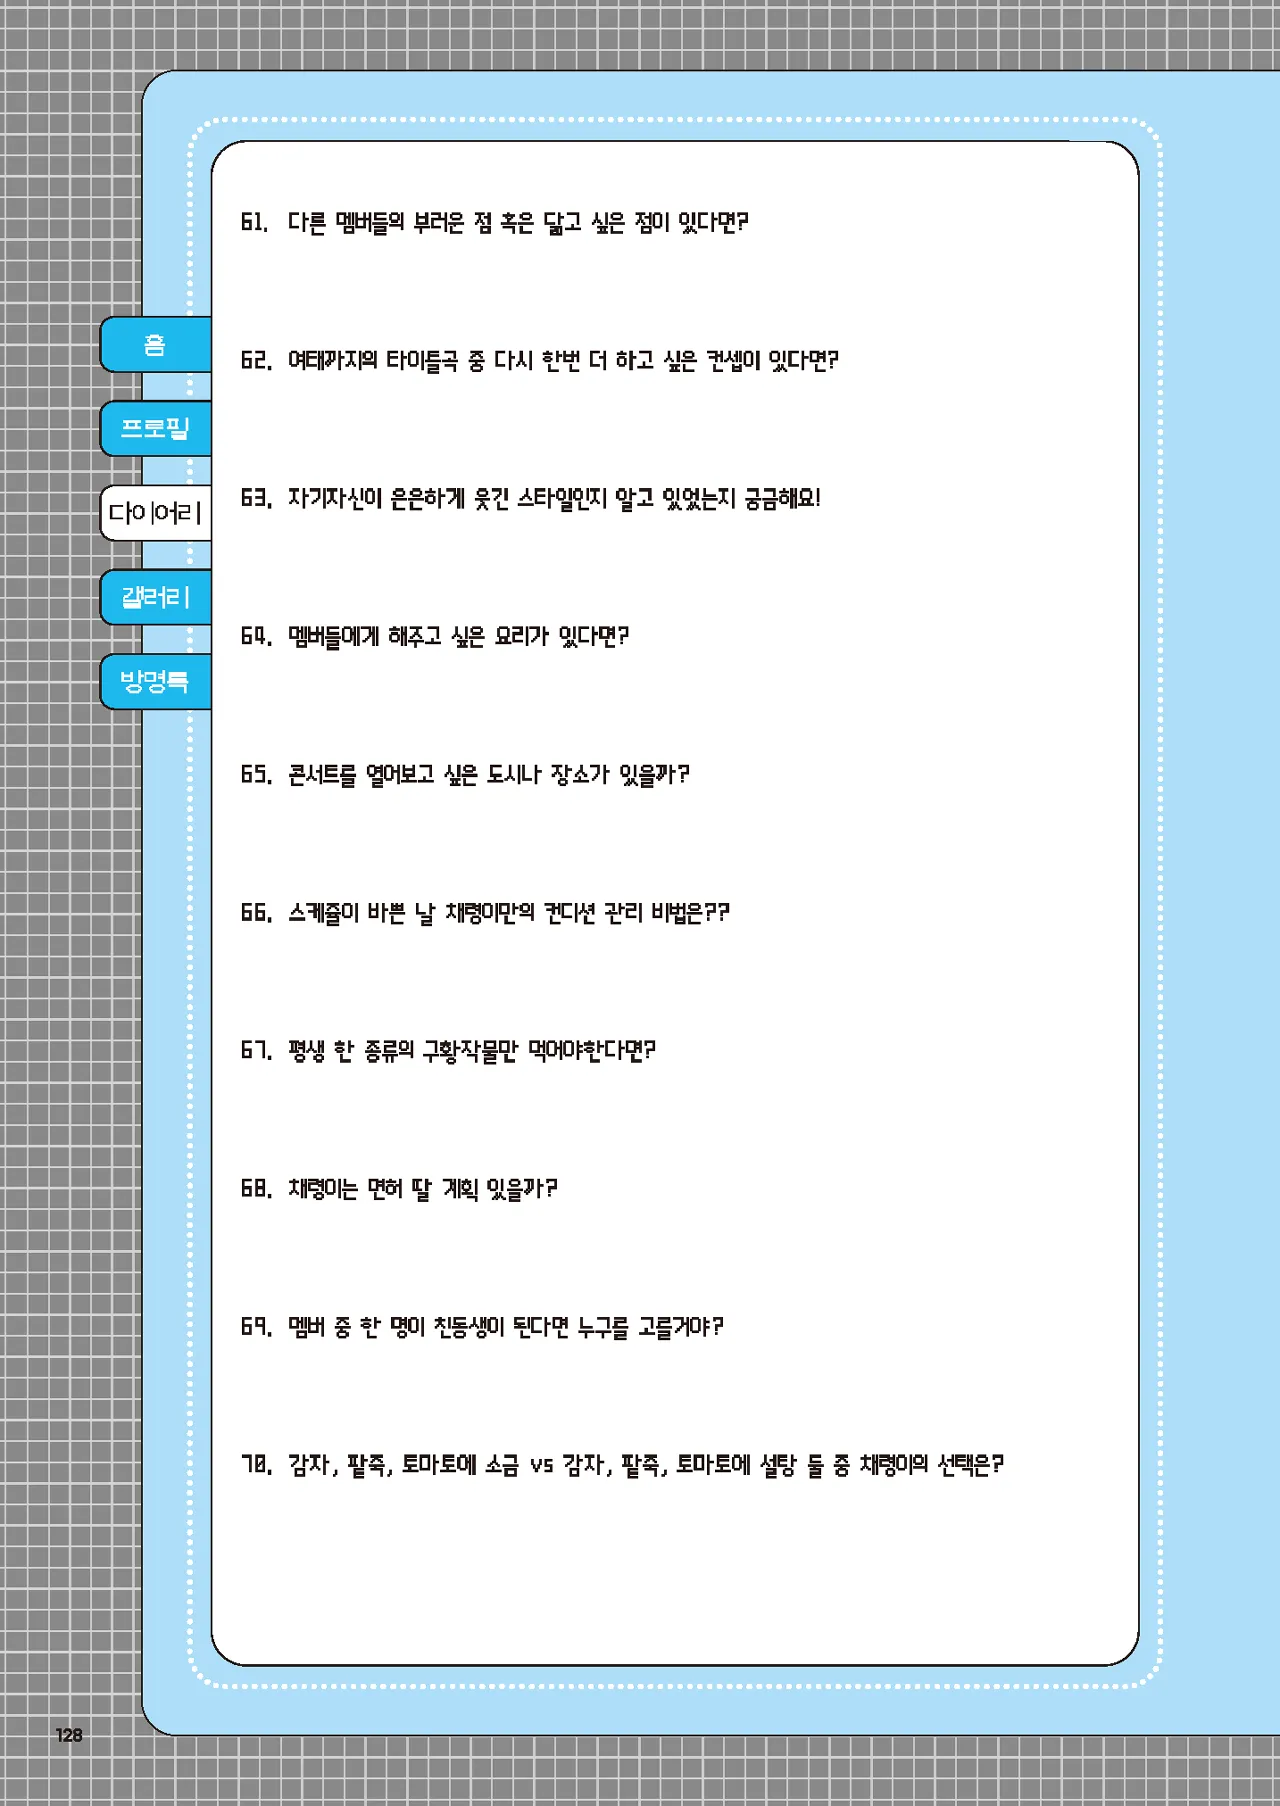 61. 다른 멤버들의 부러운 점 혹은 닮고 싶은 점이 있다면?
62. 여태까지의 타이틀곡 중 다시 한번 더 하고 싶은 컨셉이 있다면?
홈
프로필
63. 자기자신이 은은하게 웃긴 스타일인지 알고 있었는지 궁금해요!
다이어리
갤러리
64. 멤버들에게 해주고 싶은 요리가 있다면?
방명록
65. 콘서트를 열어보고 싶은 도시나 장소가 있을까?
66. 스케쥴이 바쁜 날 채령이만의 컨디션 관리 비법은??
67. 평생 한 종류의 구황작물만 먹어야한다면?
68. 채령이는 면허 딸 계획 있을까?
69. 멤버 중 한 명이 친동생이 된다면 누구를 고를거야?
70. 감자, 팥죽, 토마토에 소금 vs 감자, 팥죽, 토마토에 설탕 둘 중 채령이의 선택은?
128